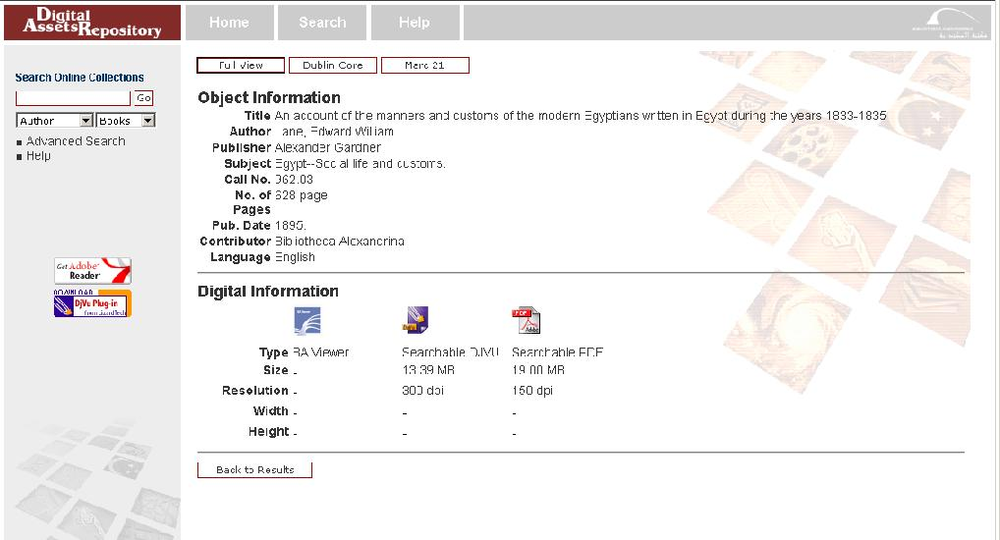 Digital
Assets Repository
Home
Search
Help
Search Online Collections
Go
Author
Books
Advanced Search
Help
Get Adobe
Reader
DOWNLOAD
DjVu Plug-in
from LizardTech
Full View
Dublin Core
Marc 21
Object Information
Title An account of the manners and customs of the modern Egyptians written in Egypt during the years 1833-1835
Author Lane, Edward William
Publisher Alexander Gardner
Subject Egypt--Social life and customs.
Call No. 962.03
No. of Pages 628 page
Pub. Date 1895.
Contributor Bibliotheca Alexandrina
Language English
Digital Information
PDF
Adobe
Type BA Viewer Searchable DJVU Searchable PDF
Size - 13.39 MB 19.00 MB
Resolution - 300 dpi 150 dpi
Width - - -
Height - - -
Back to Results